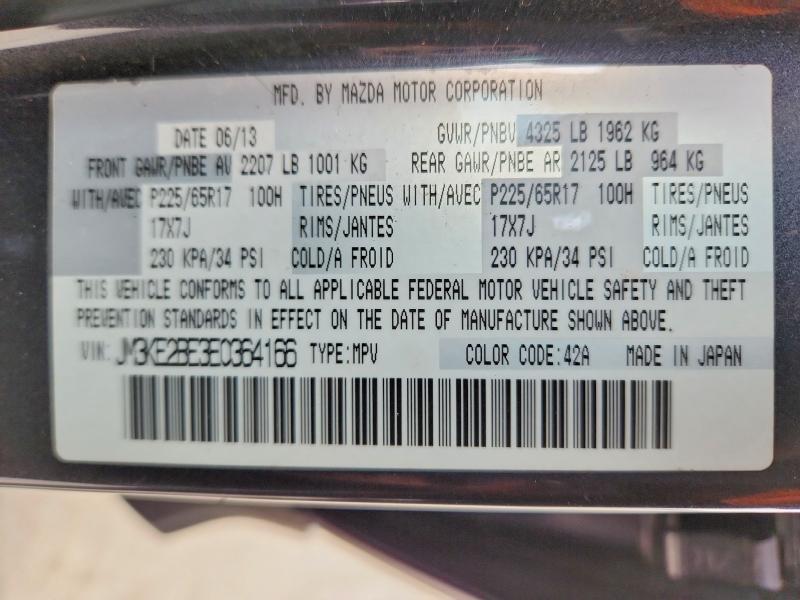 MFD. BY MAZDA MOTOR CORPORATION
DATE 06/13 GVWR/PNBV 4325 LB 1962 KG
FRONT GAWR/PNBE AV 2207 LB 1001 KG REAR GAWR/PNBE AR 2125 LB 964 KG
WITH/AVEC P225/65R17 100H TIRES/PNEUS WITH/AVEC P225/65R17 100H TIRES/PNEUS
17X7J RIMS/JANTES 17X7J RIMS/JANTES
230 KPA/34 PSI COLD/A FROID 230 KPA/34 PSI COLD/A FROID
THIS VEHICLE CONFORMS TO ALL APPLICABLE FEDERAL MOTOR VEHICLE SAFETY AND THEFT
PREVENTION STANDARDS IN EFFECT ON THE DATE OF MANUFACTURE SHOWN ABOVE.
VIN: JM3KE2BE3E0364166 TYPE:MPV COLOR CODE:42A MADE IN JAPAN